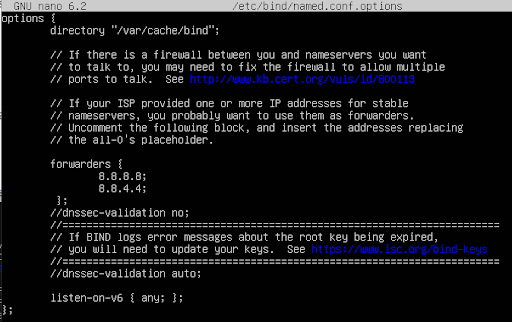 GNU nano 6.2 /etc/bind/named.conf.options
options {
directory "/var/cache/bind";
// If there is a firewall between you and nameservers you want
// to talk to, you may need to fix the firewall to allow multiple
// ports to talk.  See http://www.kb.cert.org/vuls/id/800113
// If your ISP provided one or more IP addresses for stable
// nameservers, you probably want to use them as forwarders.
// Uncomment the following block, and insert the addresses replacing
// the all-0's placeholder.
forwarders {
8.8.8.8;
8.8.4.4;
};
//dnssec-validation no;
//========================================================================
// If BIND logs error messages about the root key being expired,
// you will need to update your keys.  See https://www.isc.org/bind-keys
//========================================================================
//dnssec-validation auto;
listen-on-v6 { any; };
};